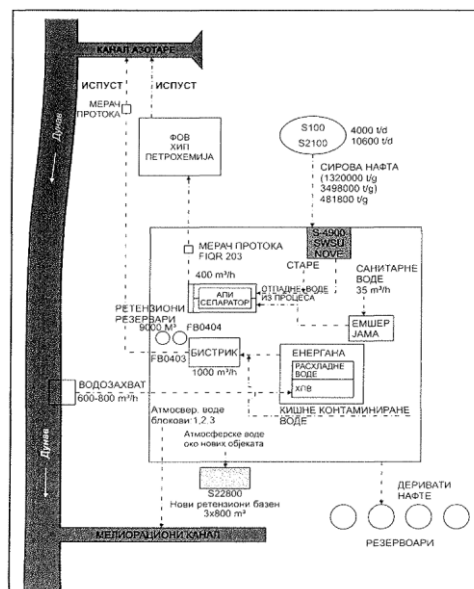 КАНАЛ АЗОТАРЕ
ИСПУСТ
ИСПУСТ
МЕРАЧ
ПРОТОКА
Дунав
ФОВ
ХИП
ПЕТРОХЕМИЈА
S100
S2100
4000 t/d
10600 t/d
СИРОВА НАФТА
(1320000 t/g
3498000 t/g)
481800 t/g
S-4900
SWSU
NOVE
МЕРАЧ ПРОТОКА
FIQR 203
400 m³/h
СТАРЕ
САНИТАРНЕ
ВОДЕ
35 m³/h
АПИ
СЕПАРАТОР
ОТПАДНЕ ВОДЕ
ИЗ ПРОЦЕСА
РЕТЕНЗИОНИ
РЕЗЕРВАРИ
9000 М³
FB0404
ЕМШЕР
ЈАМА
FB0403
БИСТРИК
1000 m³/h
ЕНЕРГАНА
РАСХЛАДНЕ
ВОДЕ
ХПВ
ВОДОЗАХВАТ
600-800 m³/h
КИШНЕ КОНТАМИНИРАНЕ
ВОДЕ
Атмосвер. воде
блокови:1,2,3
Атмосферске воде
око нових објеката
Дунав
S22800
Нови ретензиони базен
3x800 m³
ДЕРИВАТИ
НАФТЕ
МЕЛИОРАЦИОНИ КАНАЛ
РЕЗЕРВОАРИ